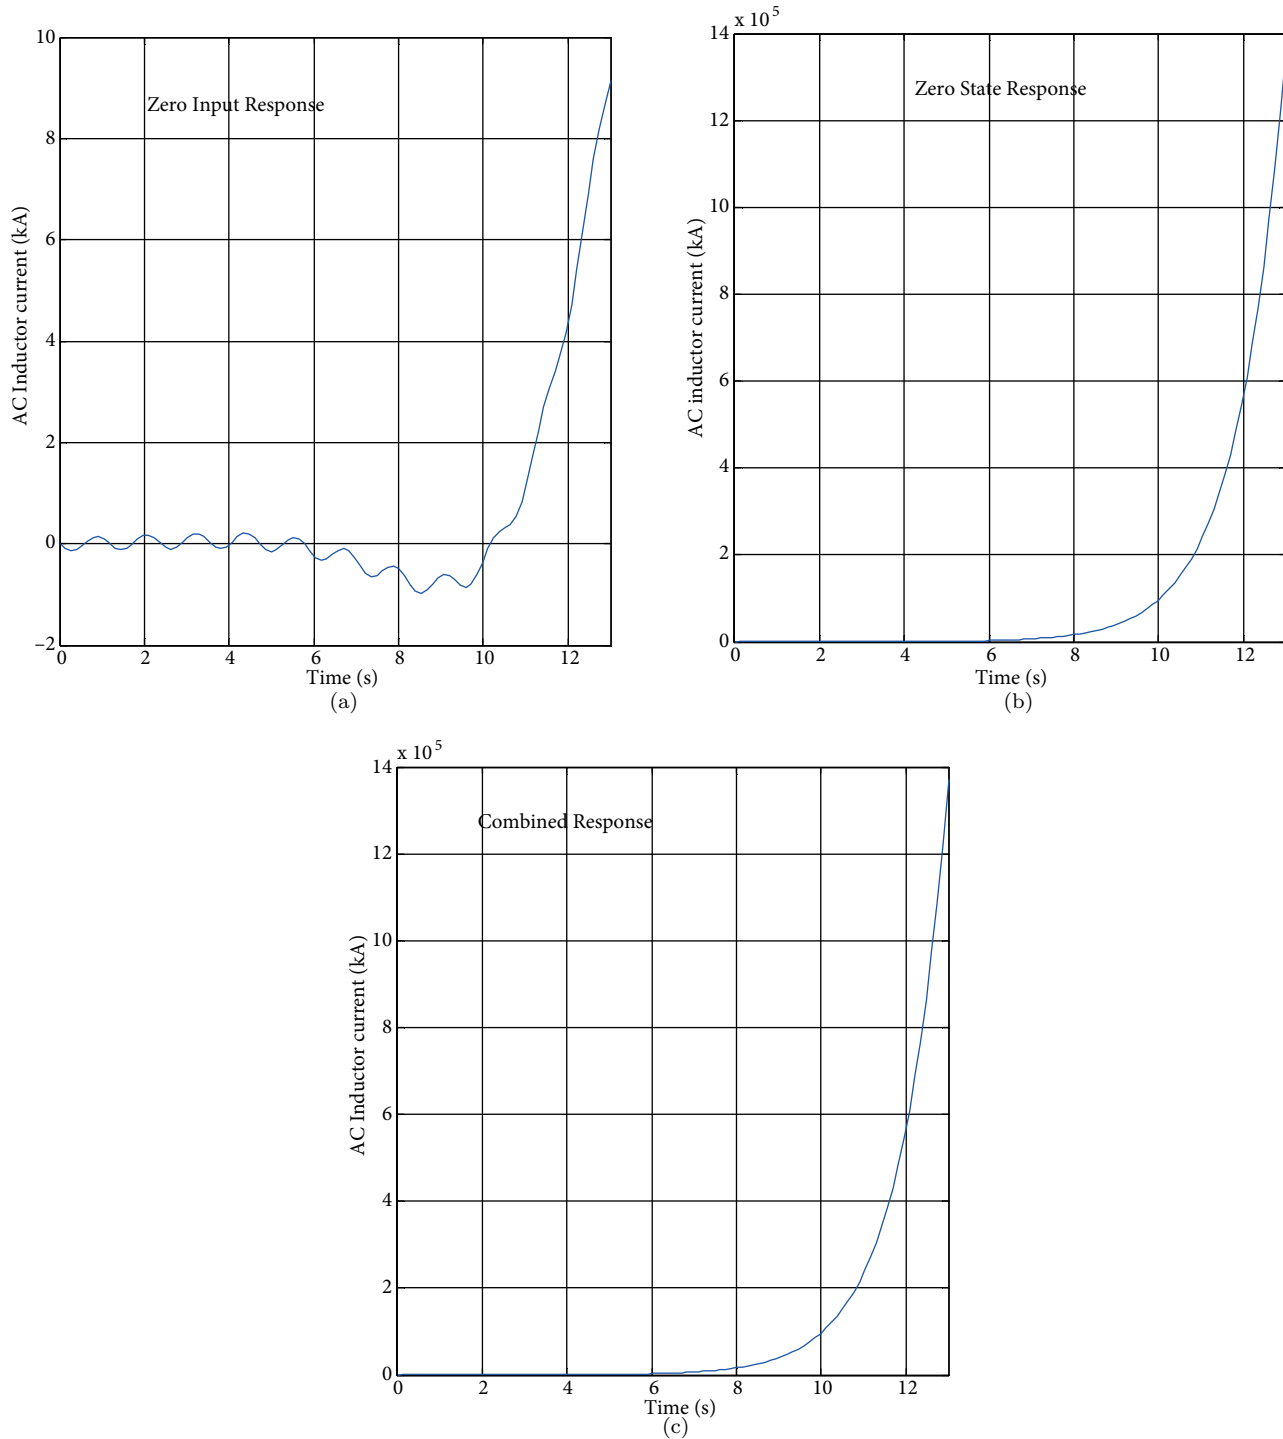 10
8
6
4
2
0
−2
Zero Input Response
AC Inductor current (kA)
0 2 4 6 8 10 12
Time (s)
(a)
x 10 5
14
12
10
8
6
4
2
0
Zero State Response
AC inductor current (kA)
0 2 4 6 8 10 12
Time (s)
(b)
x 10 5
14
12
10
8
6
4
2
0
Combined Response
AC Inductor current (kA)
0 2 4 6 8 10 12
Time (s)
(c)